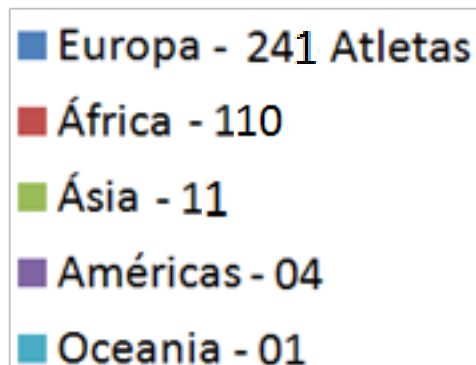 Europa - 241 Atletas
África - 110
Ásia - 11
Américas - 04
Oceania - 01